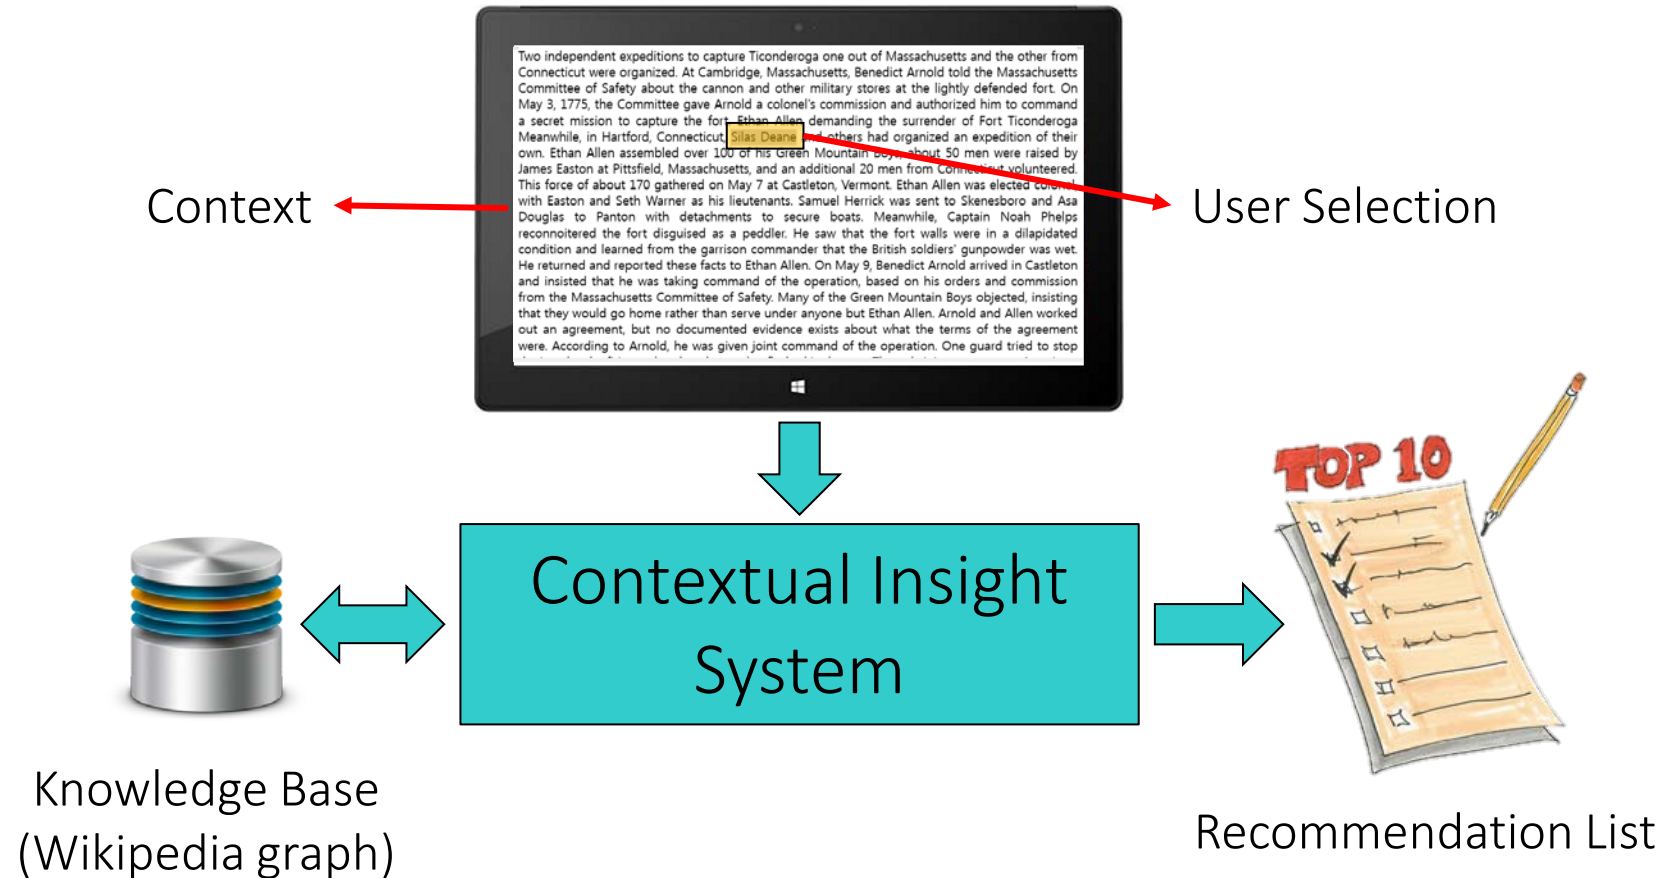 Two independent expeditions to capture Ticonderoga one out of Massachusetts and the other from
Connecticut were organized. At Cambridge, Massachusetts, Benedict Arnold told the Massachusetts
Committee of Safety about the cannon and other military stores at the lightly defended fort. On
May 3, 1775, the Committee gave Arnold a colonel's commission and authorized him to command
a secret mission to capture the fort. Ethan Allen demanding the surrender of Fort Ticonderoga
Meanwhile, in Hartford, Connecticut, Silas Deane and others had organized an expedition of their
own. Ethan Allen assembled over 100 of his Green Mountain Boys, about 50 men were raised by
James Easton at Pittsfield, Massachusetts, and an additional 20 men from Connecticut volunteered.
This force of about 170 gathered on May 7 at Castleton, Vermont. Ethan Allen was elected colonel,
with Easton and Seth Warner as his lieutenants. Samuel Herrick was sent to Skenesboro and Asa
Douglas to Panton with detachments to secure boats. Meanwhile, Captain Noah Phelps
reconnoitered the fort disguised as a peddler. He saw that the fort walls were in a dilapidated
condition and learned from the garrison commander that the British soldiers' gunpowder was wet.
He returned and reported these facts to Ethan Allen. On May 9, Benedict Arnold arrived in Castleton
and insisted that he was taking command of the operation, based on his orders and commission
from the Massachusetts Committee of Safety. Many of the Green Mountain Boys objected, insisting
that they would go home rather than serve under anyone but Ethan Allen. Arnold and Allen worked
out an agreement, but no documented evidence exists about what the terms of the agreement
were. According to Arnold, he was given joint command of the operation. One guard tried to stop
Context
User Selection
TOP 10
Contextual Insight
System
Knowledge Base
(Wikipedia graph)
Recommendation List